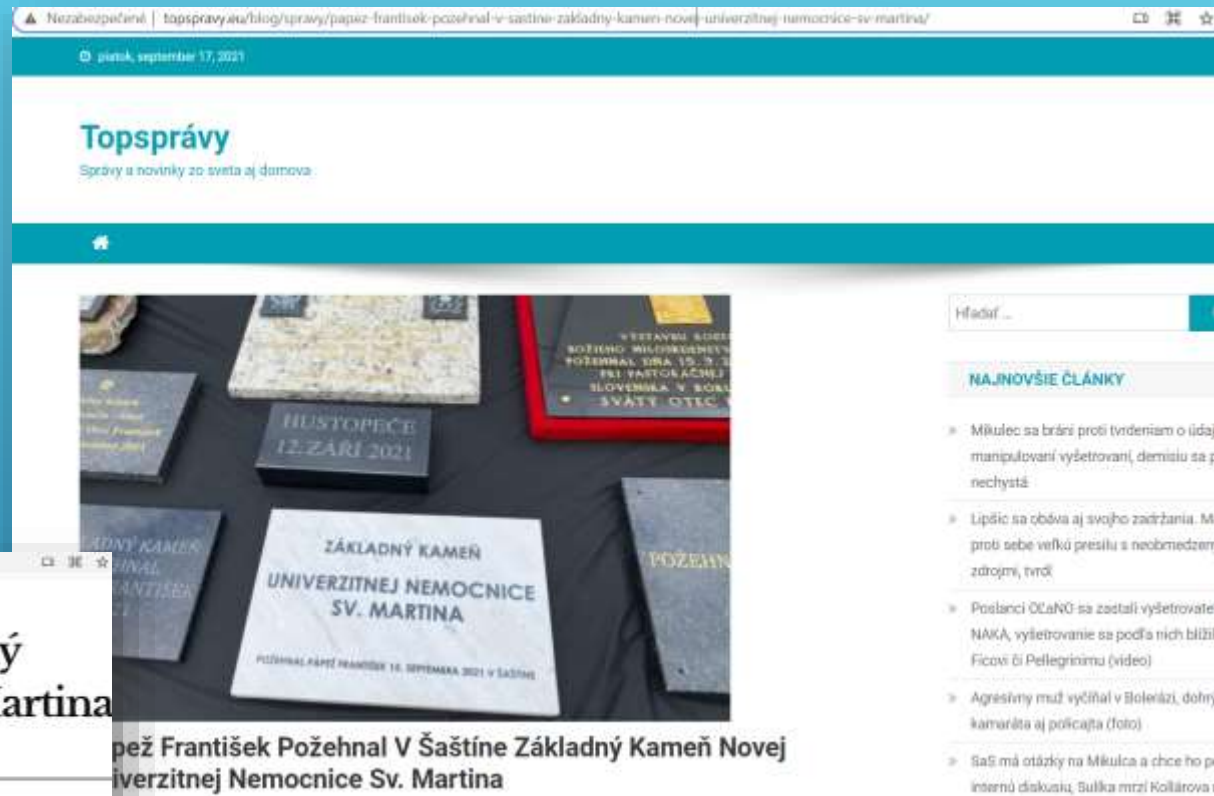 Nezabezpečené | topspravy.eu/blog/spravy/papez-frantisek-pozehnal-v-sastine-zakladny-kamen-novej-univerzitnej-nemocnice-sv-martina/
piatok, september 17, 2021
Topsprávy
Správy a novinky zo sveta aj domova
HUSTOPEČE
12. ZÁŘÍ 2021
ZÁKLADNÝ KAMEŇ
UNIVERZITNEJ NEMOCNICE
SV. MARTINA
POŽEHNAL PÁPEŽ FRANTIŠEK 15. SEPTEMBRA 2021 V ŠAŠTÍNE
SVÄTÝ OTEC
pež František Požehnal V Šaštíne Základný Kameň Novej
iverzitnej Nemocnice Sv. Martina
ý
artina
Hľadať ...
NAJNOVŠIE ČLÁNKY
» Mikulec sa bráni proti tvrdeniam o údaj
manipulovaní vyšetrovaní, demisiu sa p
nechystá
» Lipšic sa obáva aj svojho zadržania. M
proti sebe veľkú presilu s neobmedzen
zdrojmi, tvrdí
» Poslanci OĽaNO sa zastali vyšetrovate
NAKA, vyšetrovanie sa podľa nich blíži
Ficovi či Pellegrinimu (video)
» Agresívny muž vyčíňal v Bolerázi, dohrý
kamaráta aj policajta (foto)
» SaS má otázky na Mikulca a chce ho p
internú diskusiu, Sulíka mrzí Kollárova